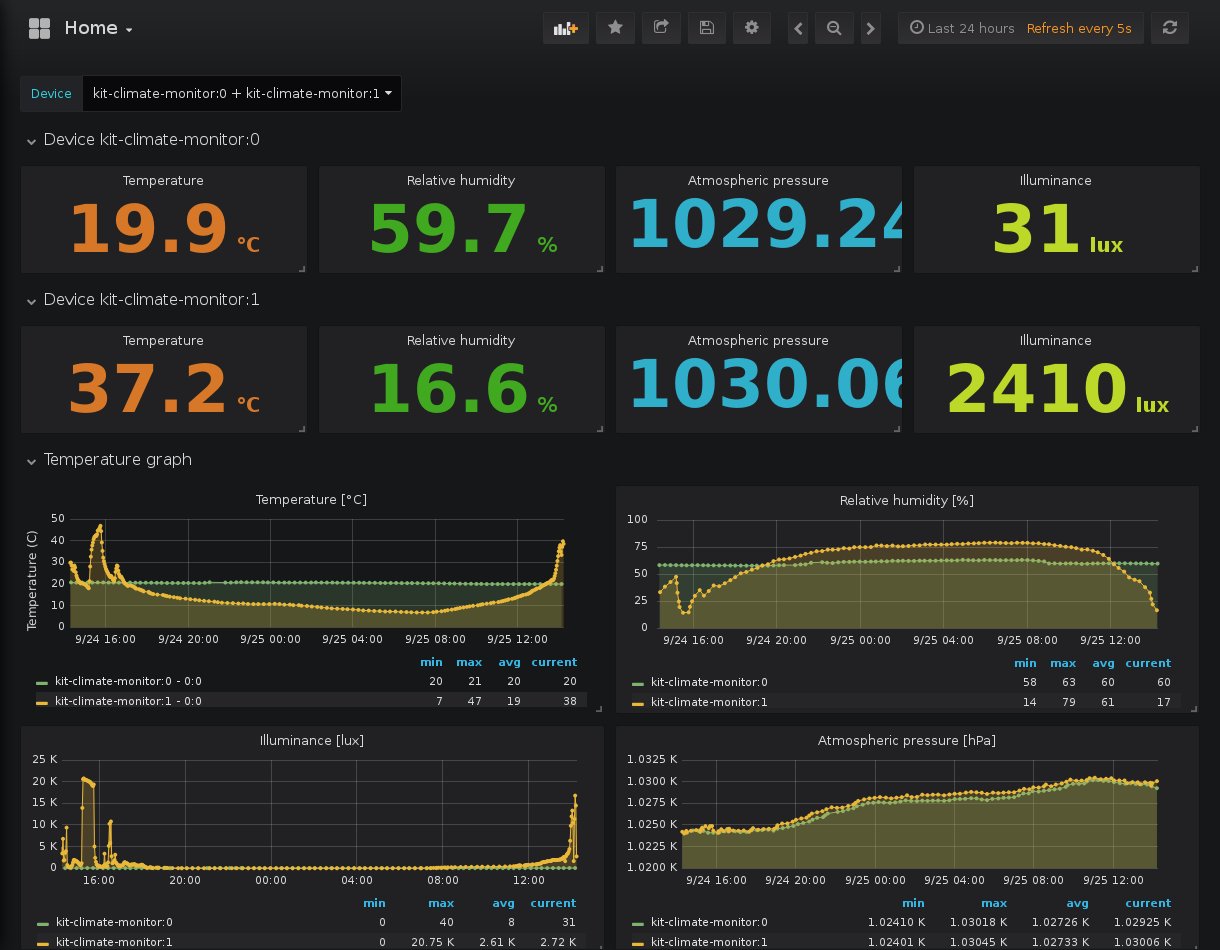 Home
Last 24 hours Refresh every 5s
Device kit-climate-monitor:0 + kit-climate-monitor:1
Device kit-climate-monitor:0
Temperature Relative humidity Atmospheric pressure Illuminance
19.9 °C 59.7 % 1029.24 31 lux
Device kit-climate-monitor:1
Temperature Relative humidity Atmospheric pressure Illuminance
37.2 °C 16.6 % 1030.06 2410 lux
Temperature graph
Temperature [°C]
Temperature (C)
50
40
30
20
10
0
9/24 16:00 9/24 20:00 9/25 00:00 9/25 04:00 9/25 08:00 9/25 12:00
min max avg current
kit-climate-monitor:0 - 0:0 20 21 20 20
kit-climate-monitor:1 - 0:0 7 47 19 38
Relative humidity [%]
100
75
50
25
0
9/24 16:00 9/24 20:00 9/25 00:00 9/25 04:00 9/25 08:00 9/25 12:00
min max avg current
kit-climate-monitor:0 58 63 60 60
kit-climate-monitor:1 14 79 61 17
Illuminance [lux]
25 K
20 K
15 K
10 K
5 K
0
16:00 20:00 00:00 04:00 08:00 12:00
min max avg current
kit-climate-monitor:0 0 40 8 31
kit-climate-monitor:1 0 20.75 K 2.61 K 2.72 K
Atmospheric pressure [hPa]
1.0325 K
1.0300 K
1.0275 K
1.0250 K
1.0225 K
1.0200 K
9/24 16:00 9/24 20:00 9/25 00:00 9/25 04:00 9/25 08:00 9/25 12:00
min max avg current
kit-climate-monitor:0 1.02410 K 1.03018 K 1.02726 K 1.02925 K
kit-climate-monitor:1 1.02401 K 1.03045 K 1.02733 K 1.03006 K